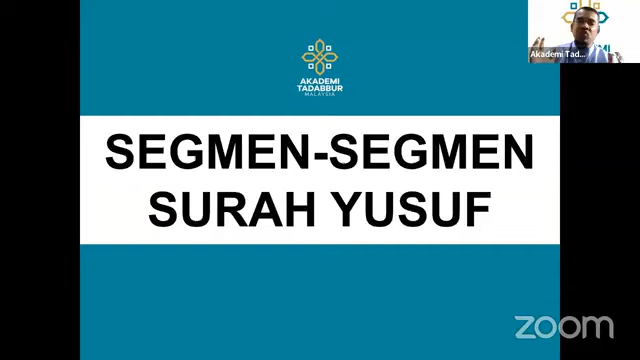 AKADEMI
TADABBUR
MALAYSIA
SEGMEN-SEGMEN
SURAH YUSUF
Akademi Tad...
zoom